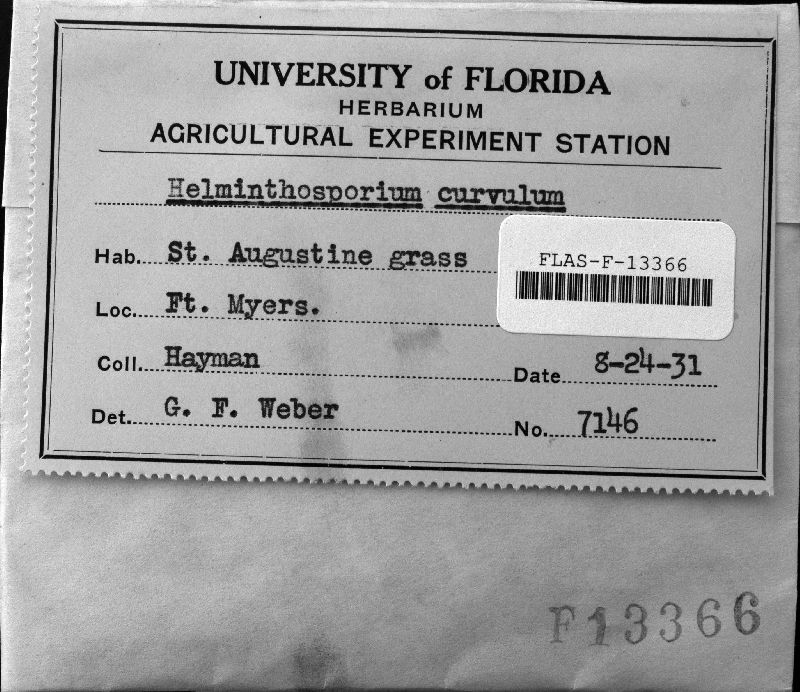 UNIVERSITY of FLORIDA
HERBARIUM
AGRICULTURAL EXPERIMENT STATION
Helminthosporium curvulum
Hab. St. Augustine grass
FLAS-F-13366
Loc. Ft. Myers.
Coll. Hayman Date 8-24-31
Det. G. F. Weber No. 7146
F13366